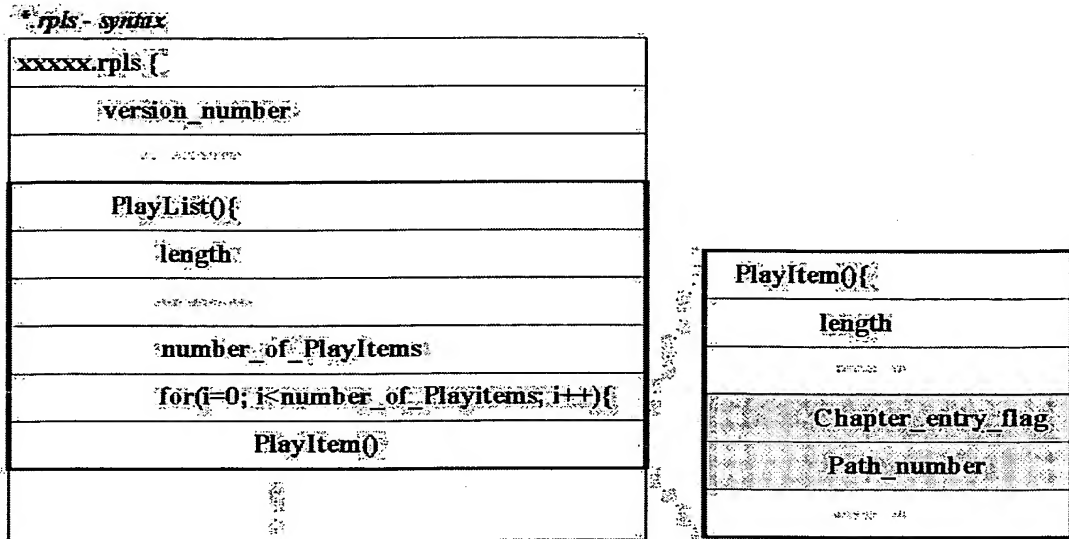 *.rpls - syntax
xxxxx.rpls {
version_number
PlayList(){
length
number_of_PlayItems
for(i=0; i<number_of_Playitems; i++){
PlayItem()
PlayItem(){
length
Chapter_entry_flag
Path_number